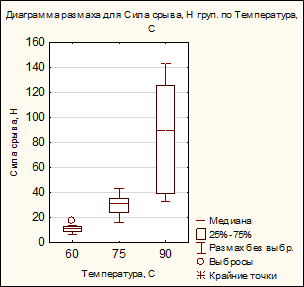 Диаграмма размаха для Сила срыва, Н груп. по Температура,
С
160
140
120
100
80
60
40
20
0
Сила срыва, Н
60 75 90
Температура, С
Медиана
25%-75%
Размах без выбр.
Выбросы
Крайние точки